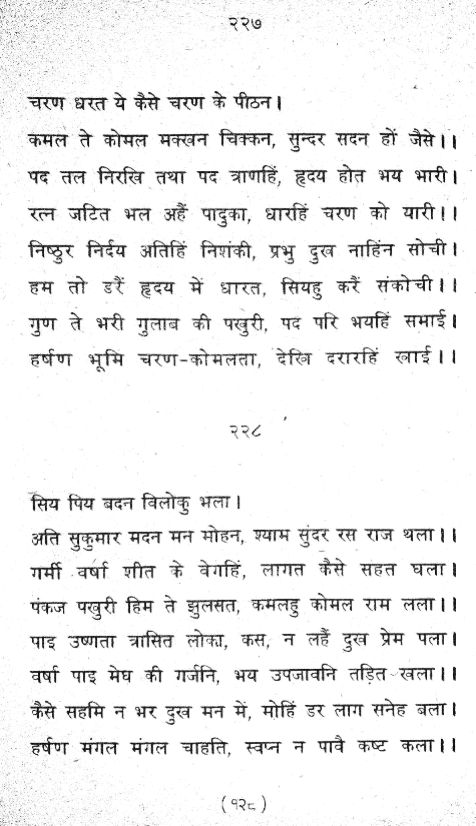 २२७
चरण धरत ये कैसे चरण के पीठन।
कमल ते कोमल मक्खन चिक्कन, सुन्दर सदन हों जैसे।।
पद तल निरखि तथा पद त्राणहिं, हृदय होत भय भारी।
रत्न जटित भल अहैं पादुका, धारहिं चरण को यारी।।
निष्ठुर निर्दय अतिहिं निशंकी, प्रभु दुख नाहिंन सोची।
हम तो डरैं हृदय में धारत, सियहु करैं संकोची।।
गुण ते भरी गुलाब की पखुरी, पद परि भयहिं समाई।
हर्षण भूमि चरण-कोमलता, देखि दरारहिं खाई।।
२२८
सिय पिय बदन विलोकु भला।
अति सुकुमार मदन मन मोहन, श्याम सुंदर रस राज थला।।
गर्मी वर्षा शीत के वेगहिं, लागत कैसे सहत घला।
पंकज पखुरी हिम ते झुलसत, कमलहु कोमल राम लला।।
पाइ उष्णता त्रासित लोका, कस, न लहैं दुख प्रेम पला।
वर्षा पाइ मेघ की गर्जनि, भय उपजावनि तड़ित खला।।
कैसे सहमि न भर दुख मन में, मोहिं डर लाग सनेह बला।
हर्षण मंगल मंगल चाहति, स्वप्न न पावै कष्ट कला।।
(१२८)